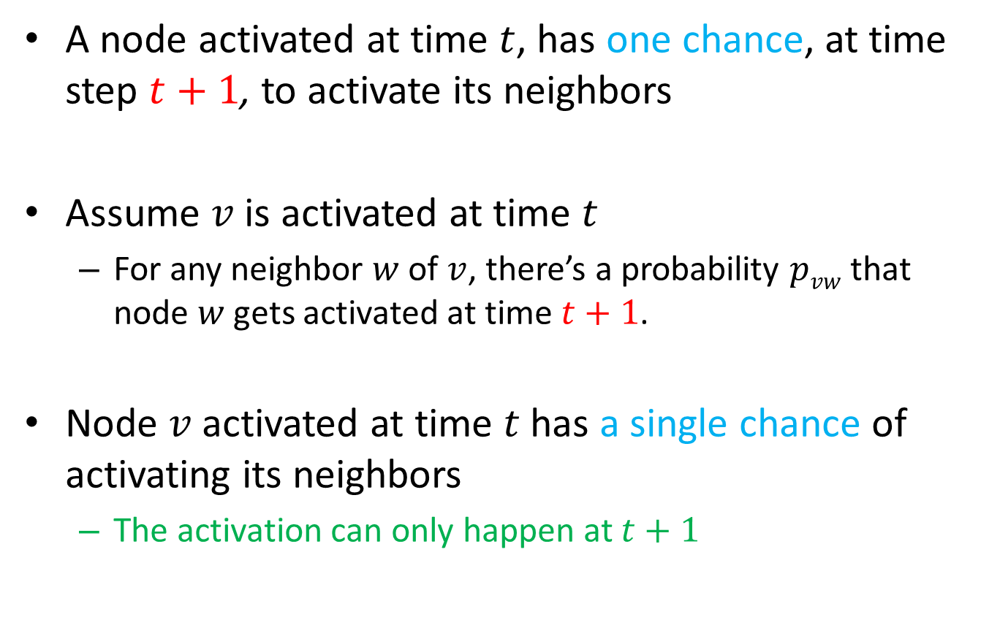 • A node activated at time 𝑡, has one chance, at time
step 𝑡 + 1, to activate its neighbors
• Assume 𝑣 is activated at time 𝑡
– For any neighbor 𝑤 of 𝑣, there’s a probability 𝑝𝑣𝑤 that
node 𝑤 gets activated at time 𝑡 + 1.
• Node 𝑣 activated at time 𝑡 has a single chance of
activating its neighbors
– The activation can only happen at 𝑡 + 1